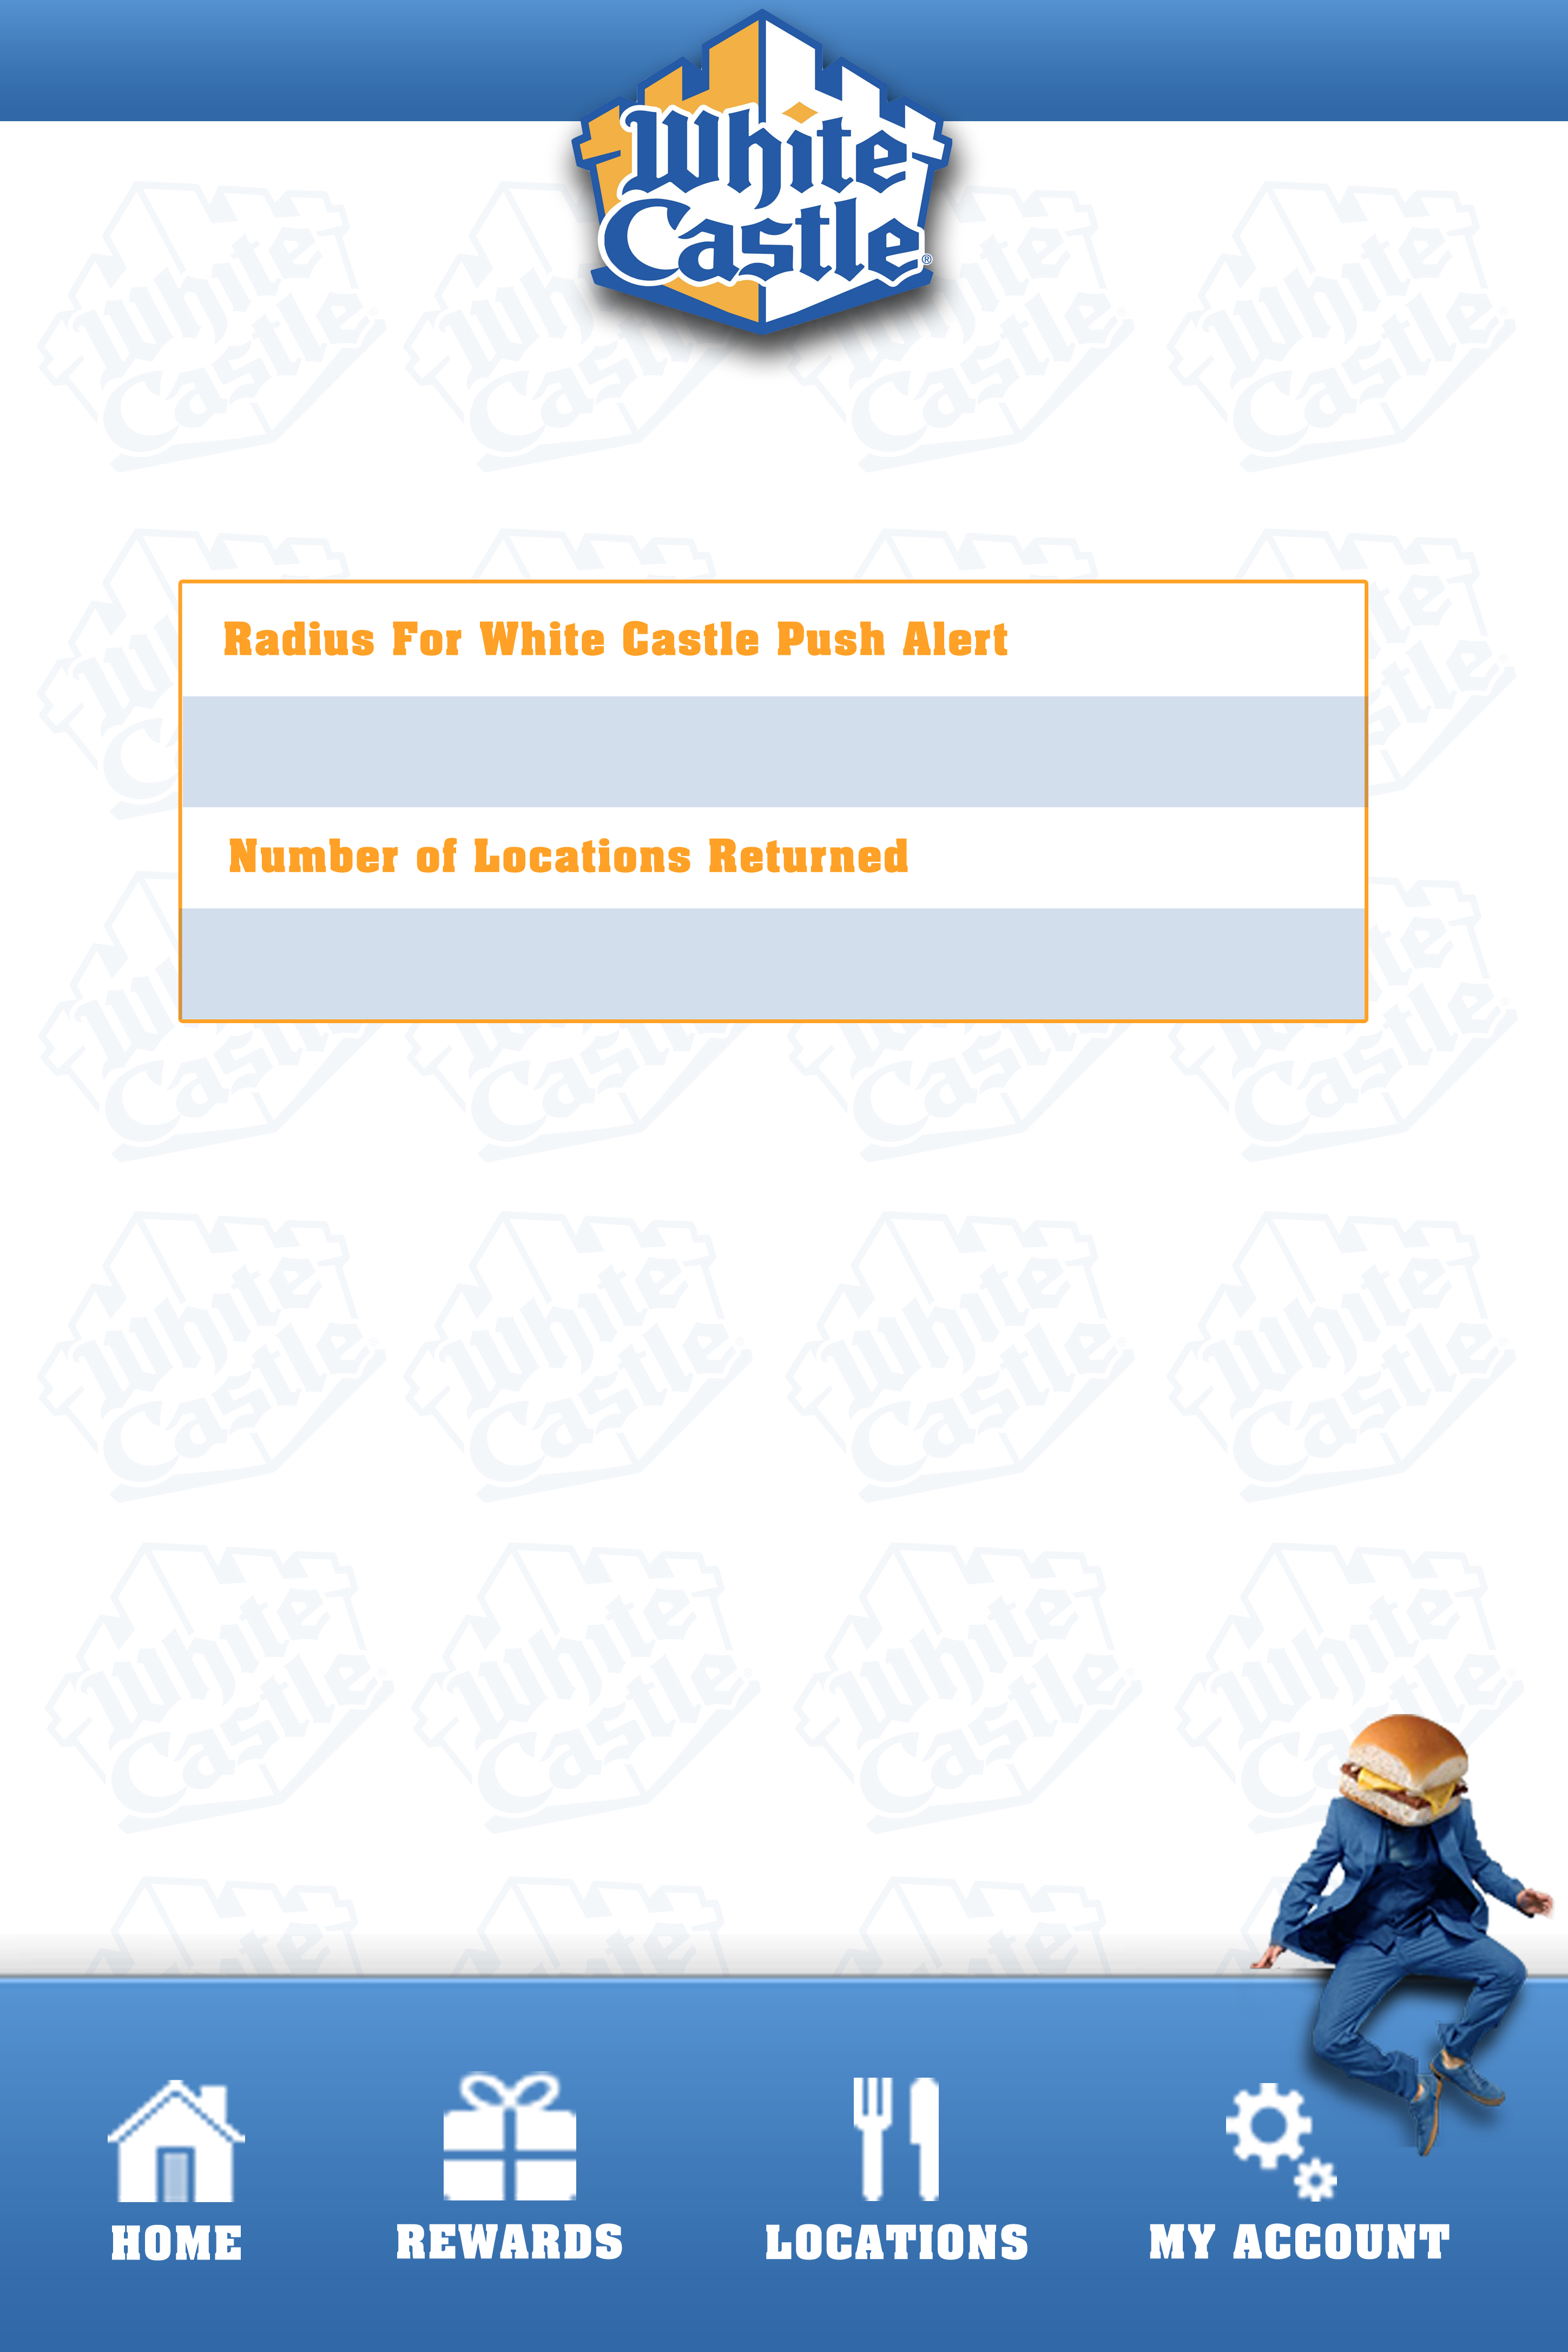 White
Castle®
Radius For White Castle Push Alert
Number of Locations Returned
HOME REWARDS LOCATIONS MY ACCOUNT